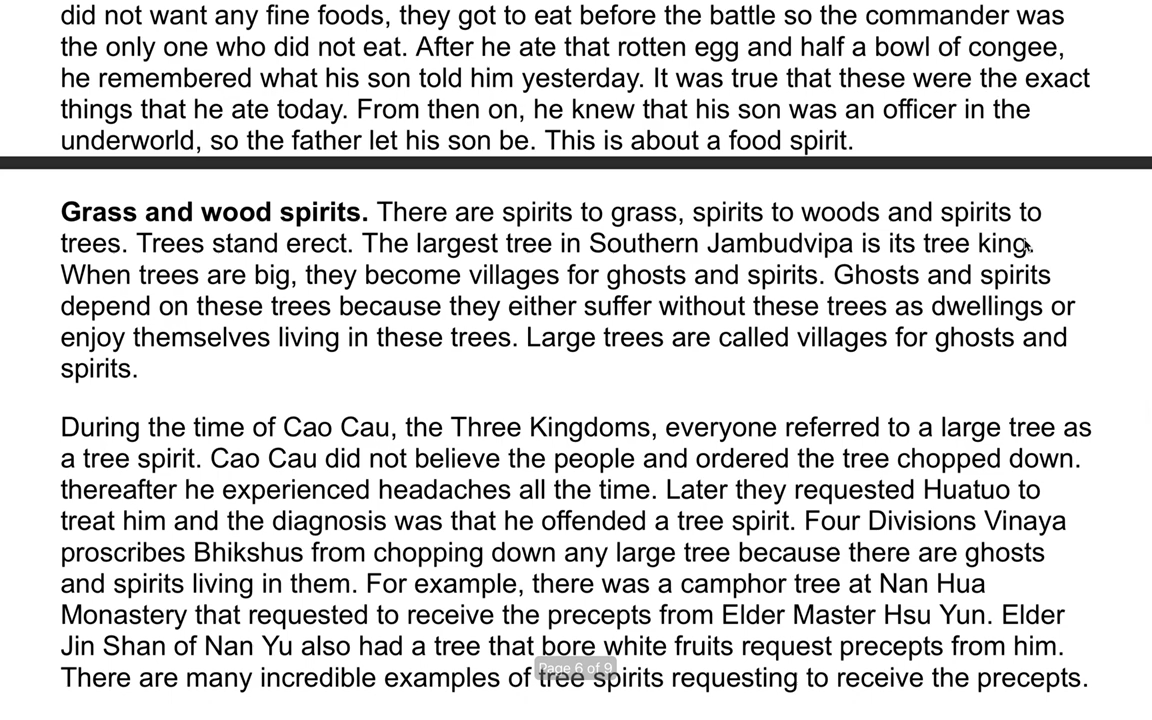 did not want any fine foods, they got to eat before the battle so the commander was
the only one who did not eat. After he ate that rotten egg and half a bowl of congee,
he remembered what his son told him yesterday. It was true that these were the exact
things that he ate today. From then on, he knew that his son was an officer in the
underworld, so the father let his son be. This is about a food spirit.
Grass and wood spirits. There are spirits to grass, spirits to woods and spirits to
trees. Trees stand erect. The largest tree in Southern Jambudvipa is its tree king.
When trees are big, they become villages for ghosts and spirits. Ghosts and spirits
depend on these trees because they either suffer without these trees as dwellings or
enjoy themselves living in these trees. Large trees are called villages for ghosts and
spirits.
During the time of Cao Cau, the Three Kingdoms, everyone referred to a large tree as
a tree spirit. Cao Cau did not believe the people and ordered the tree chopped down.
thereafter he experienced headaches all the time. Later they requested Huatuo to
treat him and the diagnosis was that he offended a tree spirit. Four Divisions Vinaya
proscribes Bhikshus from chopping down any large tree because there are ghosts
and spirits living in them. For example, there was a camphor tree at Nan Hua
Monastery that requested to receive the precepts from Elder Master Hsu Yun. Elder
Jin Shan of Nan Yu also had a tree that bore white fruits request precepts from him.
There are many incredible examples of tree spirits requesting to receive the precepts.
Page 6 of 9